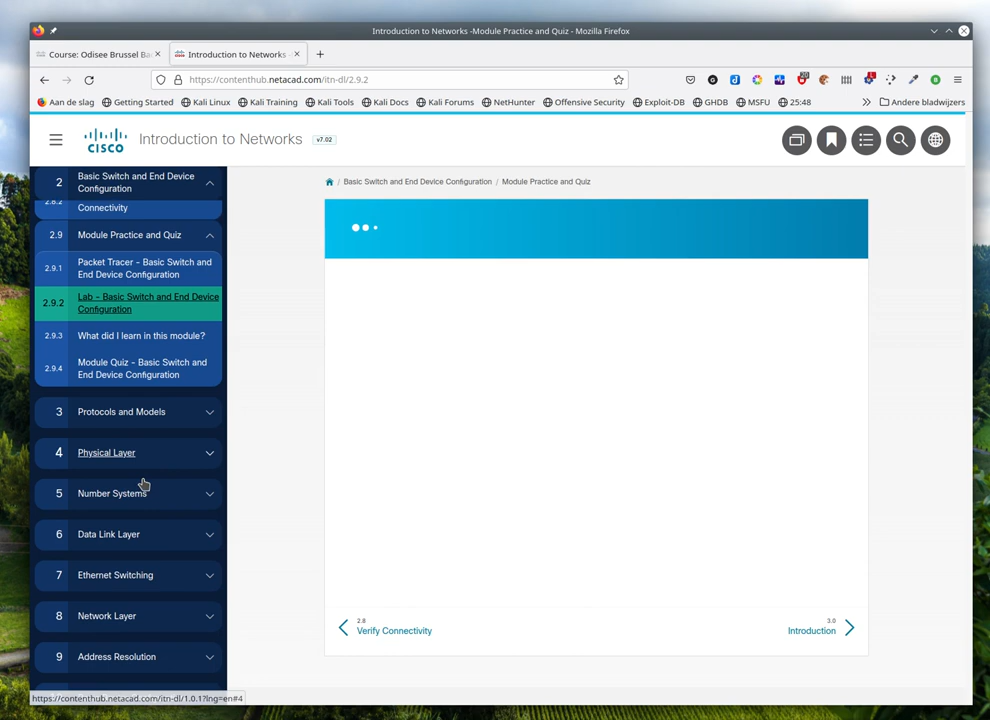 Introduction to Networks -Module Practice and Quiz - Mozilla Firefox
Course: Odisee Brussel Ba
Introduction to Networks -
https://contenthub.netacad.com/itn-dl/2.9.2
Aan de slag
Getting Started
Kali Linux
Kali Training
Kali Tools
Kali Docs
Kali Forums
NetHunter
Offensive Security
Exploit-DB
GHDB
MSFU
25:48
Andere bladwijzers
CISCO
Introduction to Networks
v7.02
2
Basic Switch and End Device
Configuration
2.8.2
Connectivity
2.9
Module Practice and Quiz
2.9.1
Packet Tracer - Basic Switch and
End Device Configuration
2.9.2
Lab - Basic Switch and End Device
Configuration
2.9.3
What did I learn in this module?
2.9.4
Module Quiz - Basic Switch and
End Device Configuration
3
Protocols and Models
4
Physical Layer
5
Number Systems
6
Data Link Layer
7
Ethernet Switching
8
Network Layer
9
Address Resolution
/ Basic Switch and End Device Configuration / Module Practice and Quiz
2.8
Verify Connectivity
3.0
Introduction
https://contenthub.netacad.com/itn-dl/1.0.1?lng=en#4